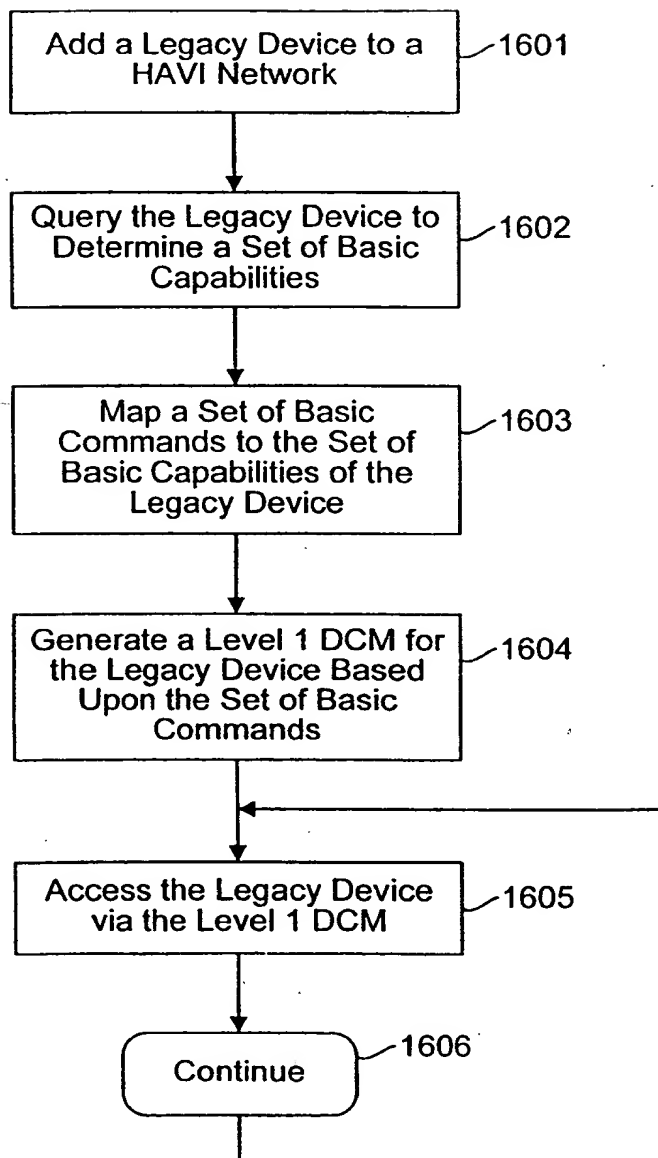 Add a Legacy Device to a
HAVI Network
1601
Query the Legacy Device to
Determine a Set of Basic
Capabilities
1602
Map a Set of Basic
Commands to the Set of
Basic Capabilities of the
Legacy Device
1603
Generate a Level 1 DCM for
the Legacy Device Based
Upon the Set of Basic
Commands
1604
Access the Legacy Device
via the Level 1 DCM
1605
Continue
1606